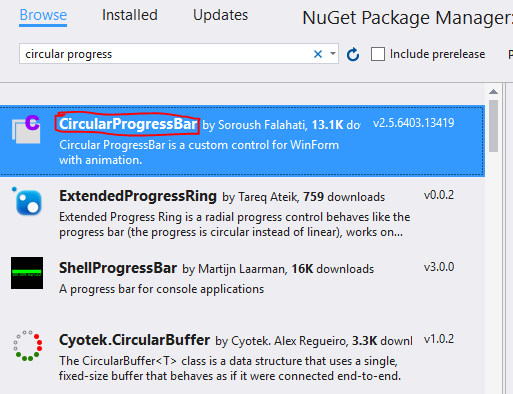 Browse Installed Updates NuGet Package Manager:
circular progress Include prerelease
CircularProgressBar by Soroush Falahati, 13.1K do v2.5.6403.13419
Circular ProgressBar is a custom control for WinForm
with animation.
ExtendedProgressRing by Tareq Ateik, 759 downloads v0.0.2
Extended Progress Ring is a radial progress control behaves like the
progress bar (the progress is circular instead of linear), works on...
ShellProgressBar by Martijn Laarman, 16K downloads v3.0.0
A progress bar for console applications
Cyotek.CircularBuffer by Cyotek. Alex Regueiro, 3.3K downl v1.0.2
The CircularBuffer<T> class is a data structure that uses a single,
fixed-size buffer that behaves as if it were connected end-to-end.